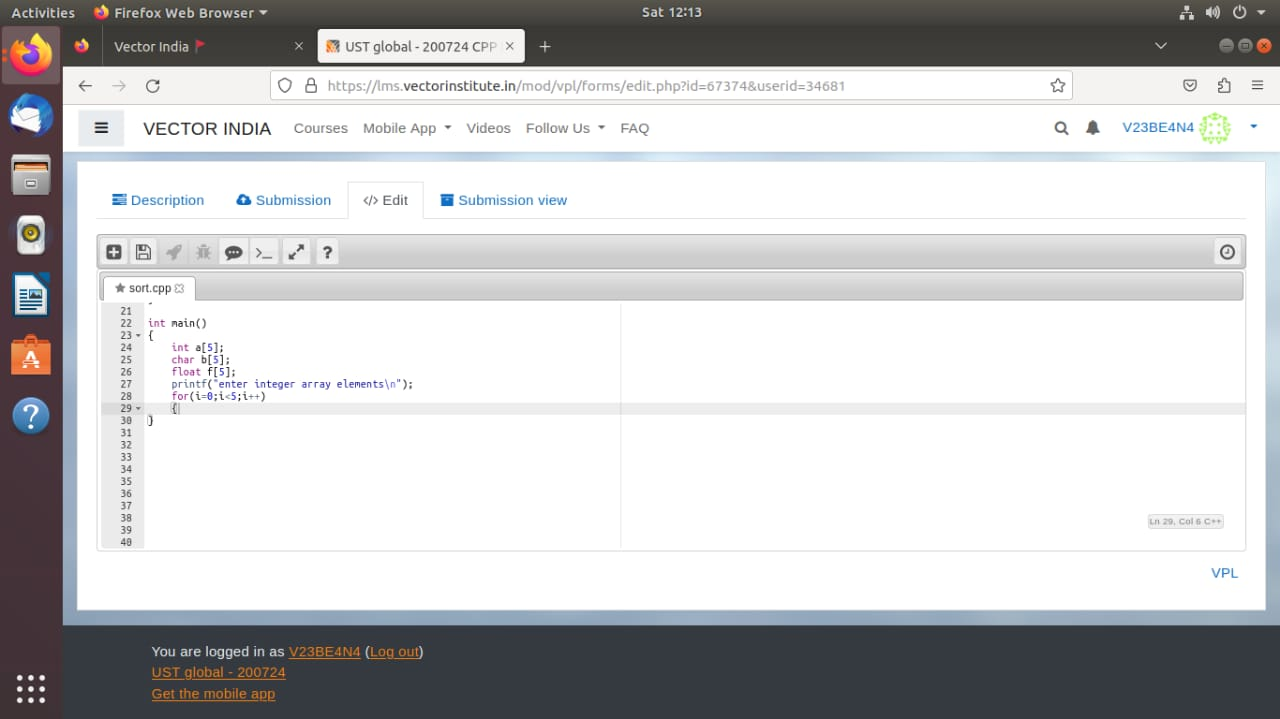 Activities Firefox Web Browser Sat 12:13
Vector India UST global - 200724 CPP
https://lms.vectorinstitute.in/mod/vpl/forms/edit.php?id=67374&userid=34681
VECTOR INDIA Courses Mobile App Videos Follow Us FAQ V23BE4N4
Description Submission </> Edit Submission view
sort.cpp
21
22 int main()
23 {
24 int a[5];
25 char b[5];
26 float f[5];
27 printf("enter integer array elements\n");
28 for(i=0;i<5;i++)
29 {
30 }
31
32
33
34
35
36
37
38
39
40
Ln 29, Col 6 C++
VPL
You are logged in as V23BE4N4 (Log out)
UST global - 200724
Get the mobile app